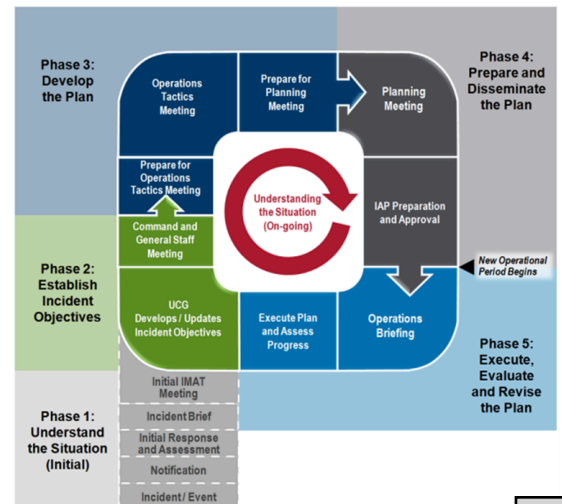 Phase 3:
Develop
the Plan
Operations
Tactics
Meeting
Prepare for
Planning
Meeting
Planning
Meeting
Phase 4:
Prepare and
Disseminate
the Plan
Prepare for
Operations
Tactics Meeting
Understanding
the Situation
(On-going)
IAP Preparation
and Approval
Command and
General Staff
Meeting
New Operational
Period Begins
Phase 2:
Establish
Incident
Objectives
UCG
Develops / Updates
Incident Objectives
Execute Plan
and Assess
Progress
Operations
Briefing
Phase 5:
Execute,
Evaluate
and Revise
the Plan
Phase 1:
Understand
the Situation
(Initial)
Initial IMAT
Meeting
Incident Brief
Initial Response
and Assessment
Notification
Incident / Event